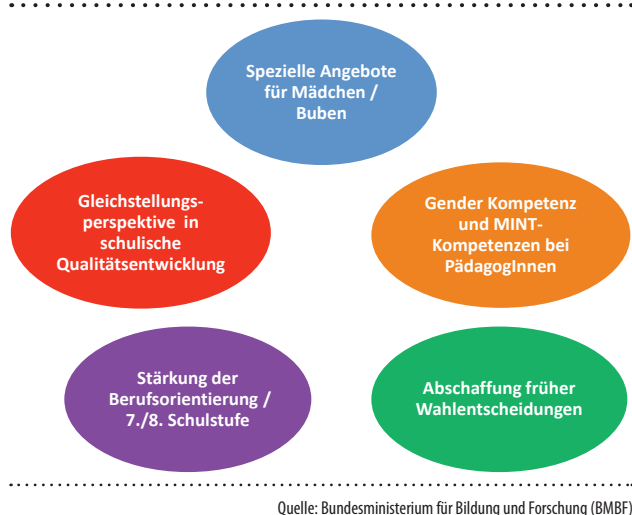 Spezielle Angebote
für Mädchen /
Buben
Gleichstellungs-
perspektive in
schulische
Qualitätsentwicklung
Gender Kompetenz
und MINT-
Kompetenzen bei
PädagogInnen
Stärkung der
Berufsorientierung /
7./8. Schulstufe
Abschaffung früher
Wahlentscheidungen
Quelle: Bundesministerium für Bildung und Forschung (BMBF)